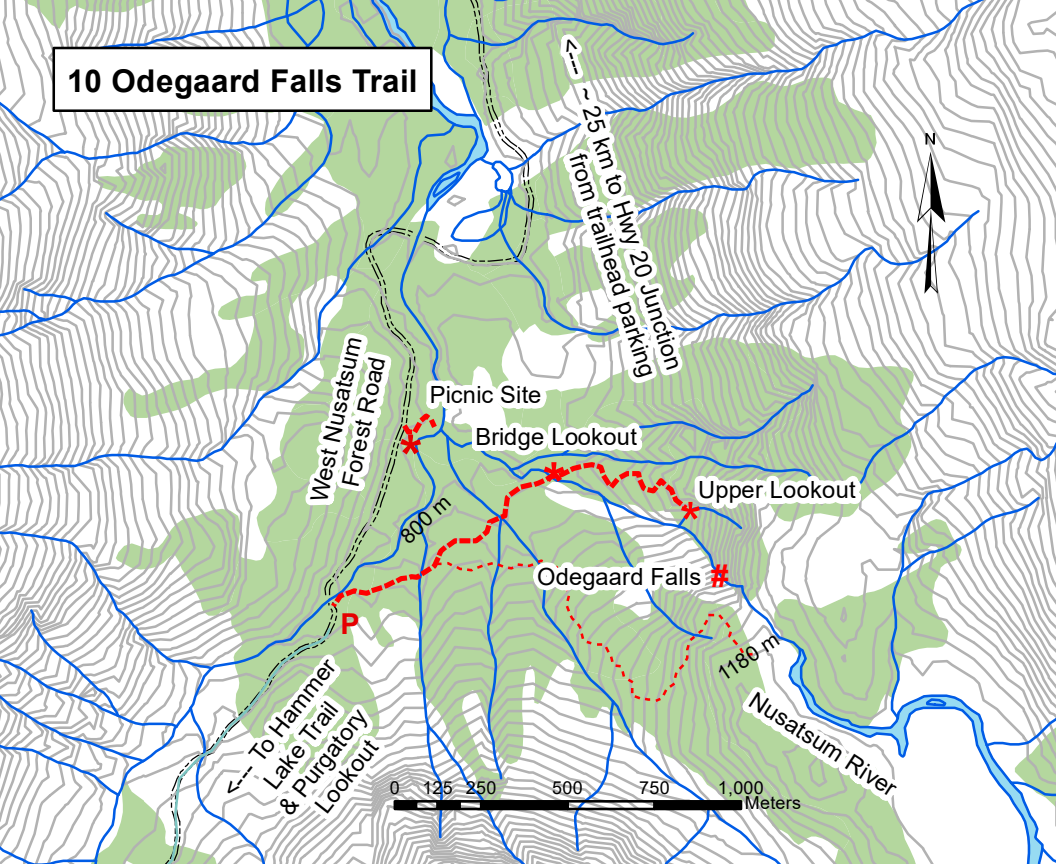 10 Odegaard Falls Trail
<---- ~ 25 km to Hwy 20 Junction
from trailhead parking
N
West Nusatsum
Forest Road
Picnic Site
Bridge Lookout
Upper Lookout
800 m
Odegaard Falls #
P
1180 m
<---- To Hammer
Lake Trail
& Purgatory
Lookout
Nusatsum River
0 125 250 500 750 1,000
Meters